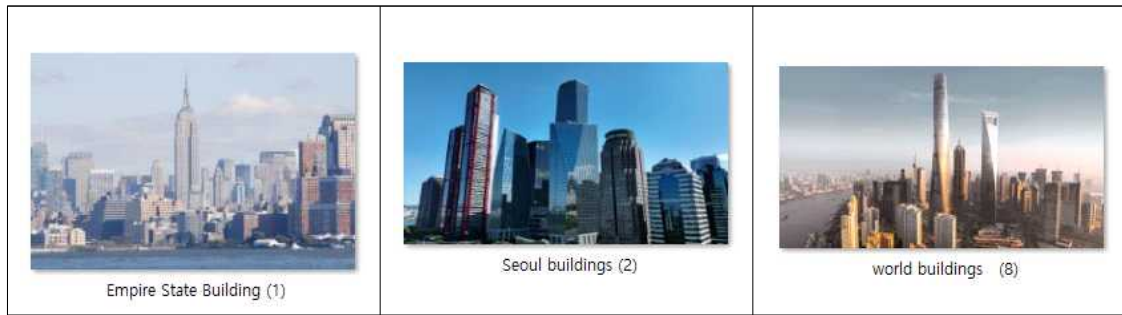 Empire State Building (1)
Seoul buildings (2)
world buildings (8)